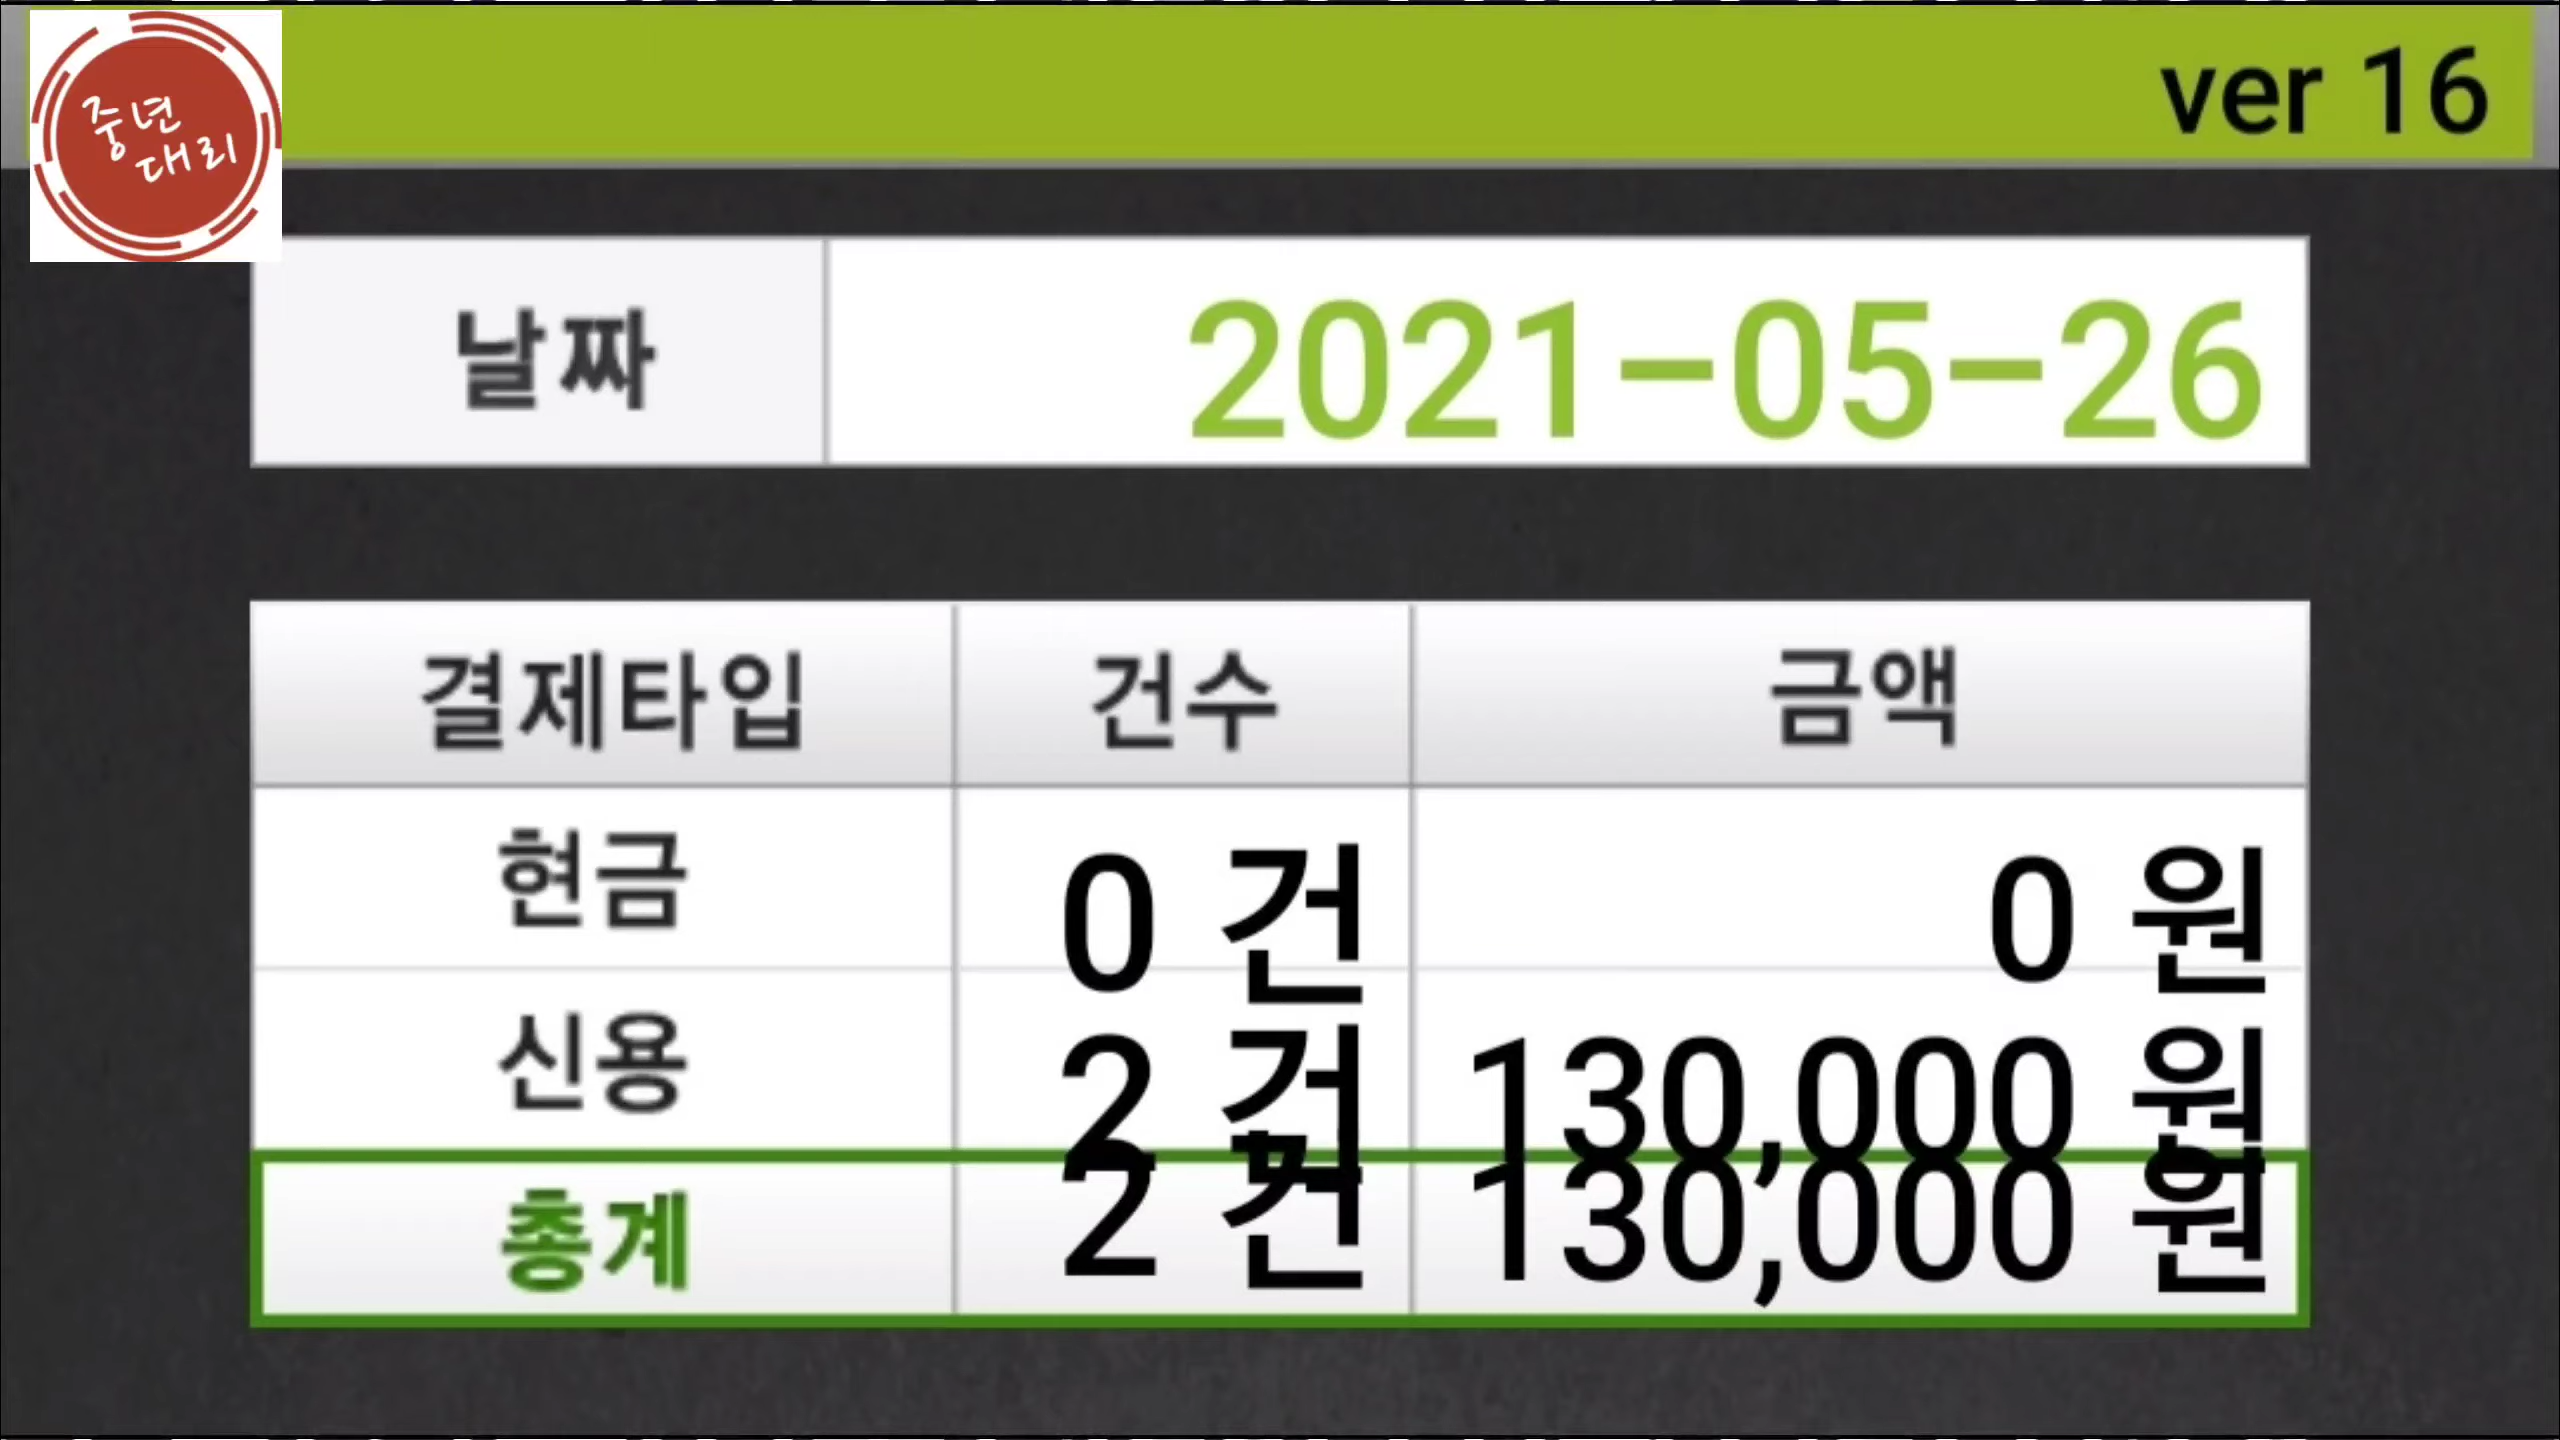 중년
대리
ver 16
날짜 2021-05-26
결제타입 건수 금액
현금 0 건 0 원
신용 2 건 130,000 원
총계 2 건 130,000 원